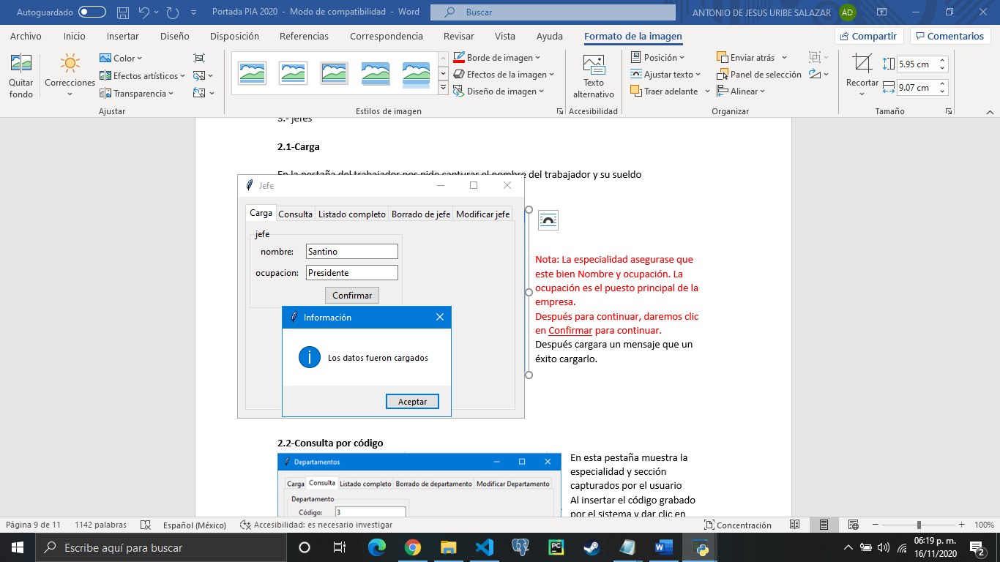 Autoguardado
Portada PIA 2020 - Modo de compatibilidad - Word
Buscar
ANTONIO DE JESUS URIBE SALAZAR
AD
Archivo Inicio Insertar Diseño Disposición Referencias Correspondencia Revisar Vista Ayuda Formato de la imagen
Compartir
Comentarios
Quitar fondo
Correcciones
Color
Efectos artísticos
Transparencia
Ajustar
Estilos de imagen
Borde de imagen
Efectos de la imagen
Diseño de imagen
Texto alternativo
Accesibilidad
Posición
Ajustar texto
Traer adelante
Enviar atrás
Panel de selección
Alinear
Organizar
Recortar
5.95 cm
9.07 cm
Tamaño
3.- jefes
2.1-Carga
En la pestaña del trabajador nos pide capturar el nombre del trabajador y su sueldo
Jefe
Carga Consulta Listado completo Borrado de jefe Modificar jefe
jefe
nombre: Santino
ocupacion: Presidente
Confirmar
Información
Los datos fueron cargados
Aceptar
Nota: La especialidad asegurase que
este bien Nombre y ocupación. La
ocupación es el puesto principal de la
empresa.
Después para continuar, daremos clic
en Confirmar para continuar.
Después cargara un mensaje que un
éxito cargarlo.
2.2-Consulta por código
Departamentos
Carga Consulta Listado completo Borrado de departamento Modificar Departamento
Departamento
Código: 3
En esta pestaña muestra la
especialidad y sección
capturados por el usuario
Al insertar el código grabado
por el sistema y dar clic en
Página 9 de 11
1142 palabras
Español (México)
Accesibilidad: es necesario investigar
Concentración
100%
Escribe aquí para buscar
06:19 p. m.
16/11/2020
2